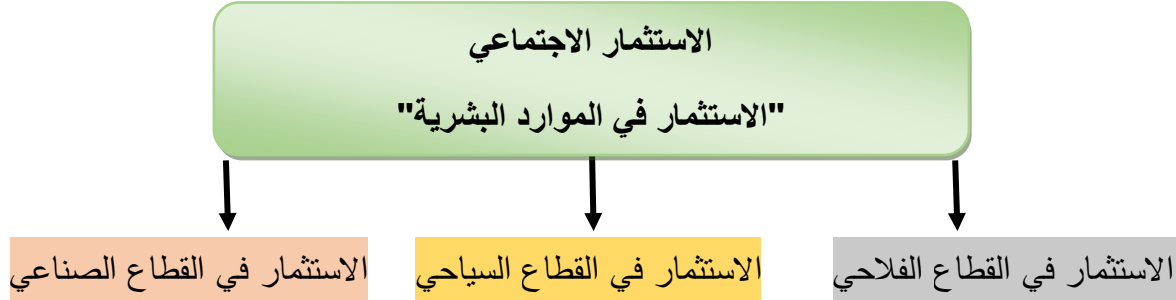 الاستثمار الاجتماعي
"الاستثمار في الموارد البشرية"
الاستثمار في القطاع الفلاحي
الاستثمار في القطاع السياحي
الاستثمار في القطاع الصناعي